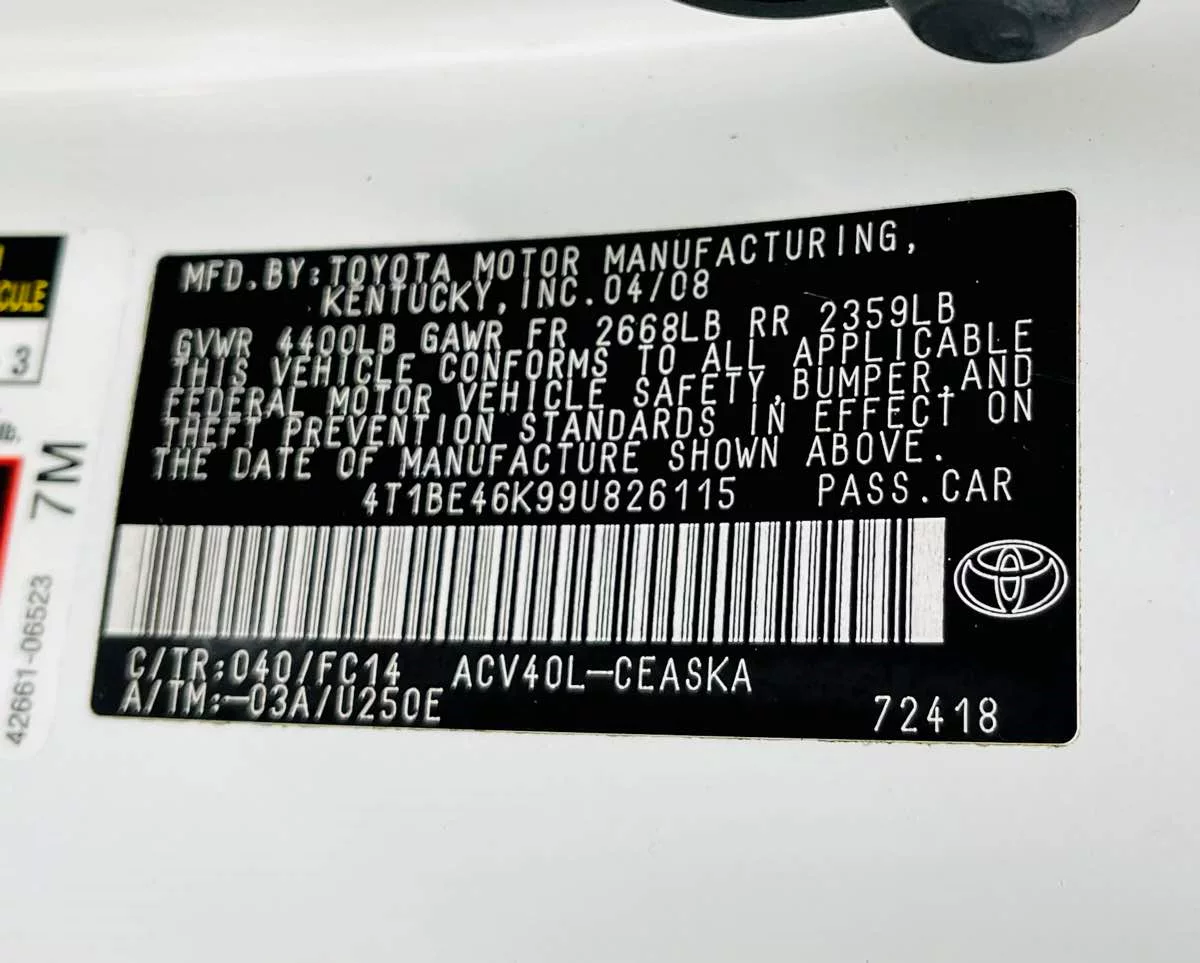 MFD.BY:TOYOTA MOTOR MANUFACTURING,
KENTUCKY,INC.04/08
GVWR 4400LB GAWR FR 2668LB RR 2359LB
THIS VEHICLE CONFORMS TO ALL APPLICABLE
FEDERAL MOTOR VEHICLE SAFETY,BUMPER,AND
THEFT PREVENTION STANDARDS IN EFFECT ON
THE DATE OF MANUFACTURE SHOWN ABOVE.
4T1BE46K99U826115 PASS.CAR
C/TR:040/FC14 ACV40L-CEASKA
A/TM:-03A/U250E
72418
3
7M
42661-06523